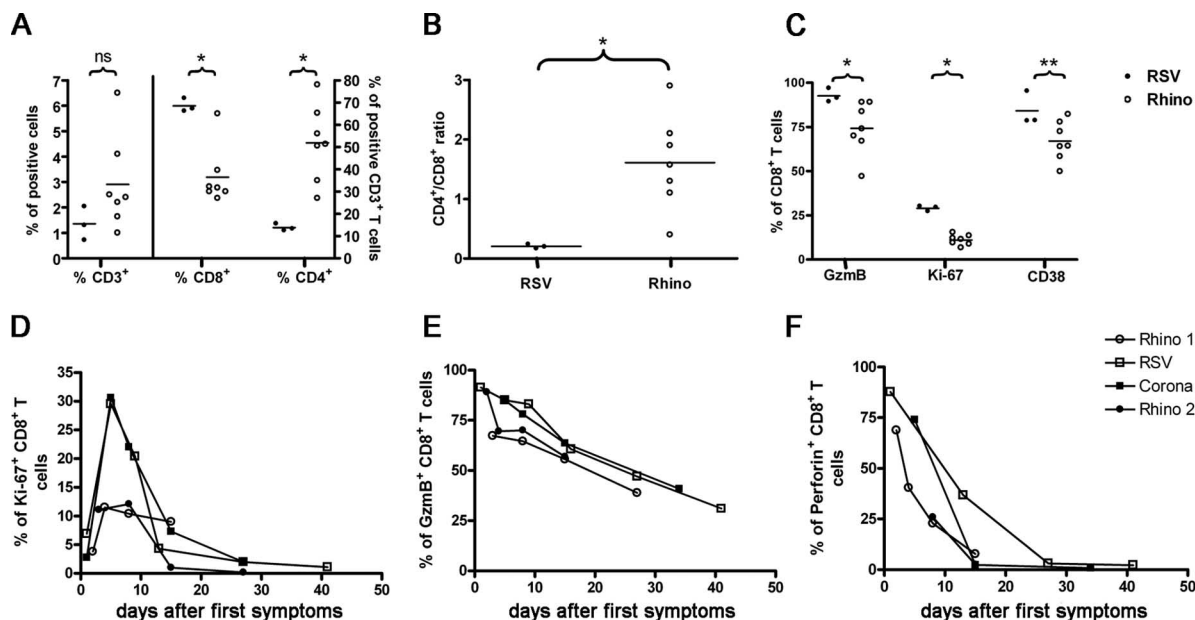 A
ns
*
*
7
6
5
4
3
2
1
0
80
70
60
50
40
30
20
10
0
% of positive cells
% of positive CD3+ T cells
% CD3+
% CD8+
% CD4+
B
*
3
2
1
0
CD4+/CD8+ ratio
RSV
Rhino
C
*
*
**
100
75
50
25
0
% of CD8+ T cells
GzmB
Ki-67
CD38
RSV
Rhino
D
35
30
25
20
15
10
5
0
% of Ki-67+ CD8+ T
cells
0
10
20
30
40
50
days after first symptoms
E
100
75
50
25
0
% of GzmB+ CD8+ T cells
0
10
20
30
40
50
days after first symptoms
F
100
75
50
25
0
% of Perforin+ CD8+ T
cells
0
10
20
30
40
50
days after first symptoms
Rhino 1
RSV
Corona
Rhino 2